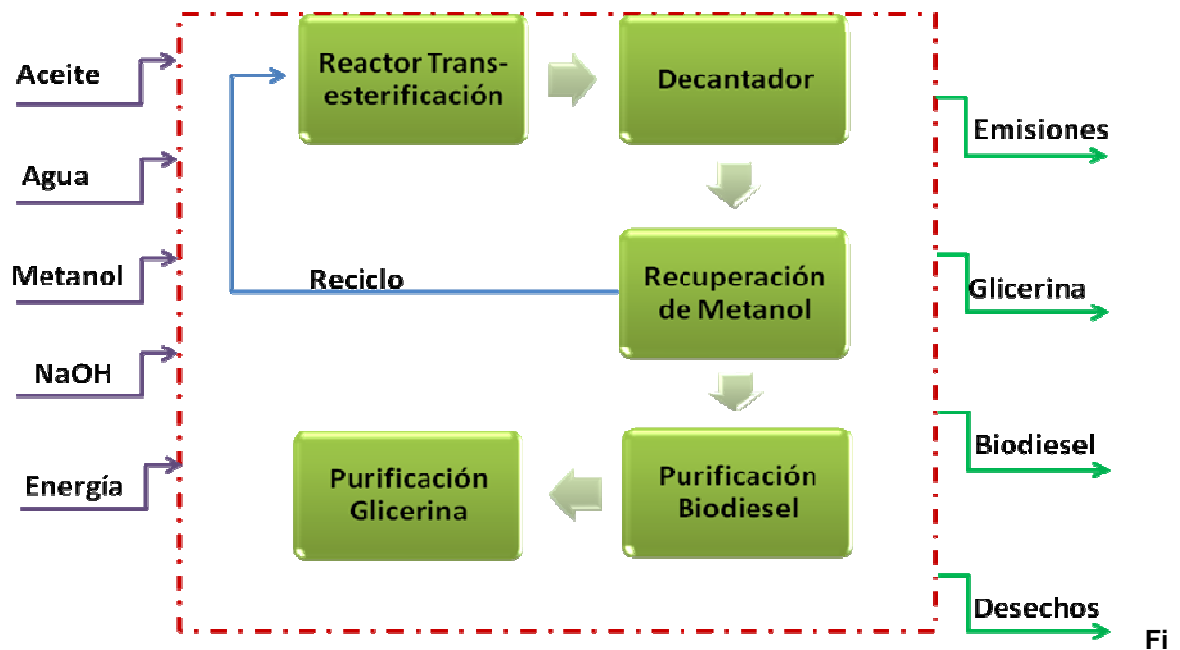 Aceite
Agua
Metanol
NaOH
Energía
Reactor Trans-
esterificación
Decantador
Reciclo
Recuperación
de Metanol
Purificación
Glicerina
Purificación
Biodiesel
Emisiones
Glicerina
Biodiesel
Desechos
Fi